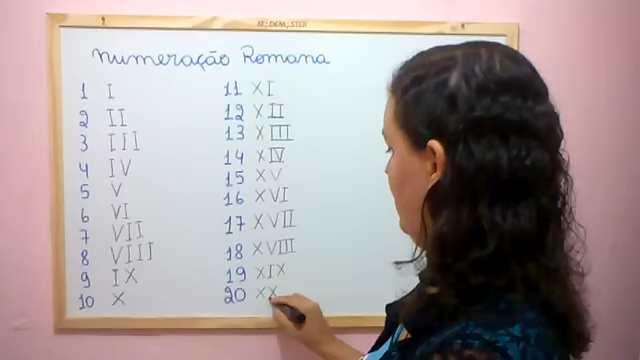 MODEMASTER
Numeração Romana
1 I
2 II
3 III
4 IV
5 V
6 VI
7 VII
8 VIII
9 IX
10 X
11 XI
12 XII
13 XIII
14 XIV
15 XV
16 XVI
17 XVII
18 XVIII
19 XIX
20 XX